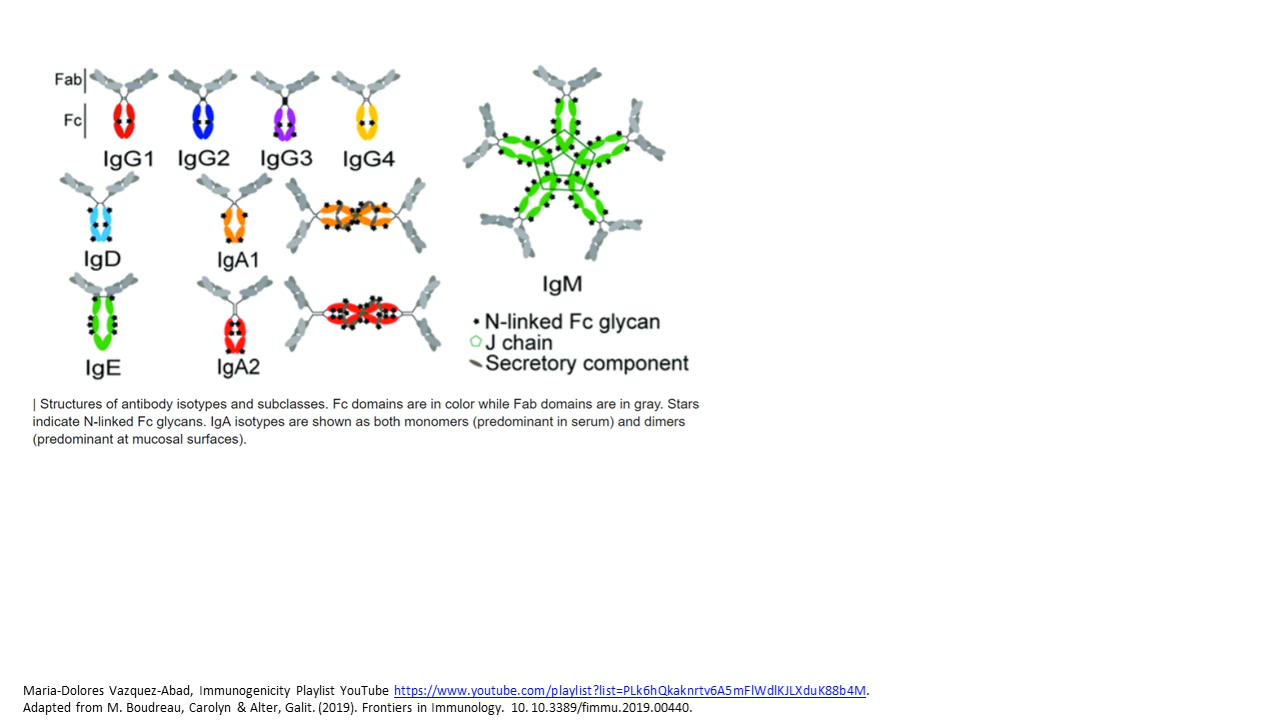 Fab
Fc
IgG1 IgG2 IgG3 IgG4
IgD
IgA1
IgE
IgA2
IgM
N-linked Fc glycan
J chain
Secretory component
| Structures of antibody isotypes and subclasses. Fc domains are in color while Fab domains are in gray. Stars
indicate N-linked Fc glycans. IgA isotypes are shown as both monomers (predominant in serum) and dimers
(predominant at mucosal surfaces).
Maria-Dolores Vazquez-Abad, Immunogenicity Playlist YouTube https://www.youtube.com/playlist?list=PLk6hQkaknrtv6A5mFlWdlKJLXduK88b4M.
Adapted from M. Boudreau, Carolyn & Alter, Galit. (2019). Frontiers in Immunology. 10. 10.3389/fimmu.2019.00440.